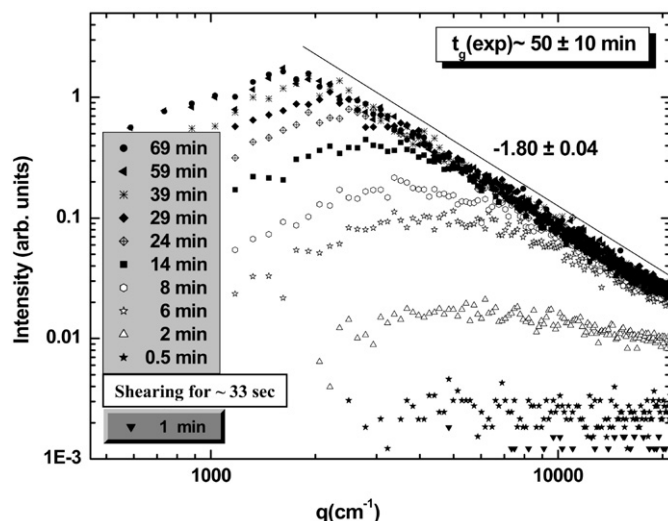 t_g(exp)~ 50 ± 10 min
-1.80 ± 0.04
Intensity (arb. units)
1
0.1
0.01
1E-3
69 min
59 min
39 min
29 min
24 min
14 min
8 min
6 min
2 min
0.5 min
Shearing for ~ 33 sec
1 min
1000
10000
q(cm⁻¹)